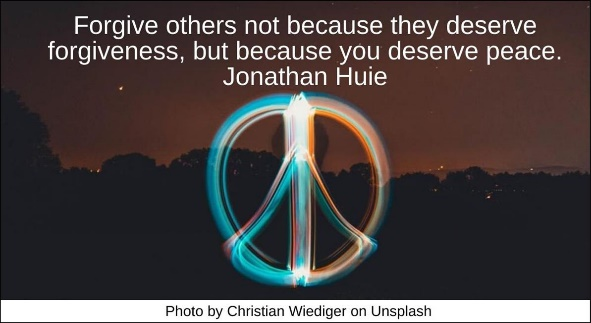 Forgive others not because they deserve
forgiveness, but because you deserve peace.
Jonathan Huie
Photo by Christian Wiediger on Unsplash